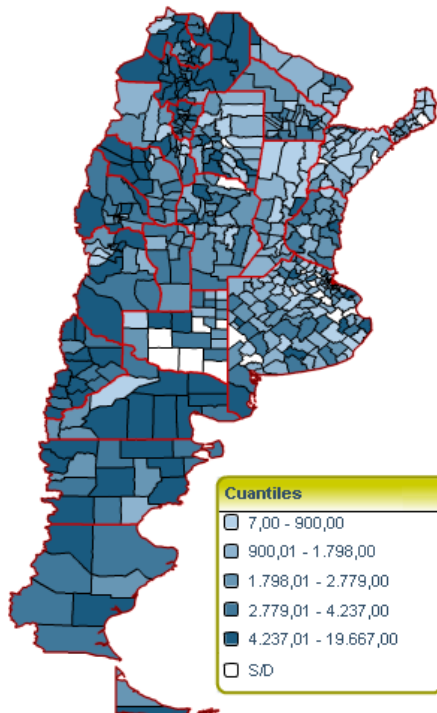 Cuantiles
7,00 - 900,00
900,01 - 1.798,00
1.798,01 - 2.779,00
2.779,01 - 4.237,00
4.237,01 - 19.667,00
S/D